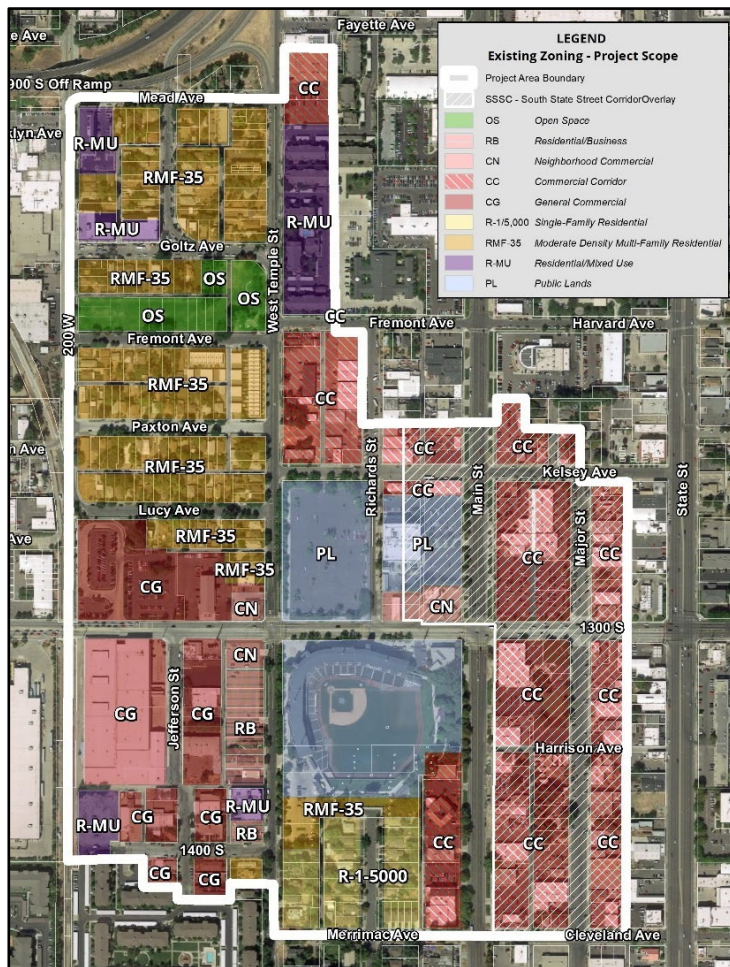 Fayette Ave
e Ave
900 S Off Ramp
Mead Ave
klyn Ave
LEGEND
Existing Zoning - Project Scope
Project Area Boundary
SSSC - South State Street CorridorOverlay
OS Open Space
RB Residential/Business
CN Neighborhood Commercial
CC Commercial Corridor
CG General Commercial
R-1/5,000 Single-Family Residential
RMF-35 Moderate Density Multi-Family Residential
R-MU Residential/Mixed Use
PL Public Lands
CC
R-MU
RMF-35
R-MU
R-MU
Goltz Ave
West Temple St
RMF-35
OS
OS
OS
CC
Fremont Ave
Harvard Ave
200 W
Fremont Ave
RMF-35
CC
Paxton Ave
n Ave
RMF-35
CC
CC
Kelsey Ave
Richards St
Main St
Major St
State St
Lucy Ave
CC
Ave
RMF-35
PL
PL
CC
CC
CG
RMF-35
CN
CN
1300 S
CN
Jefferson St
CG
CG
RB
CC
CC
Harrison Ave
R-MU
CG
CG
R-MU
RB
RMF-35
CC
CC
CC
1400 S
R-1-5000
CG
CG
Merrimac Ave
Cleveland Ave